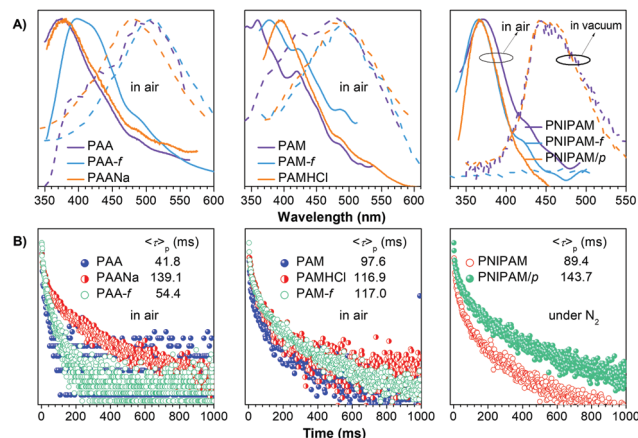 A)
in air
PAA
PAA-f
PAANa
350 400 450 500 550 600
in air
PAM
PAM-f
PAMHCl
350 400 450 500 550 600
in vacuum
in air
PNIPAM
PNIPAM-f
PNIPAM/p
400 500 600
Wavelength (nm)
B)
<τ>p (ms)
PAA 41.8
PAANa 139.1
PAA-f 54.4
in air
0 200 400 600 800 1000
<τ>p (ms)
PAM 97.6
PAMHCl 116.9
PAM-f 117.0
in air
0 200 400 600 800 1000
<τ>p (ms)
PNIPAM 89.4
PNIPAM/p 143.7
under N2
0 200 400 600 800 1000
Time (ms)